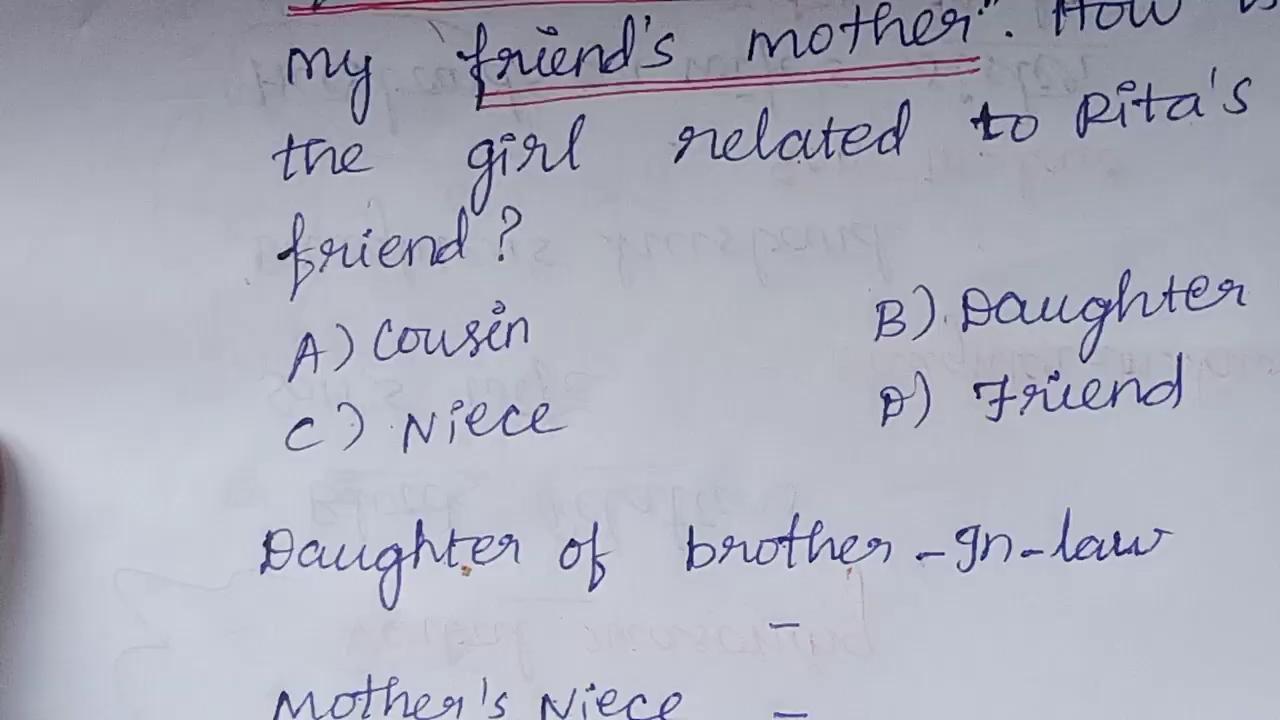 my "friend's mother". How is
the girl related to Rita's
friend?
A) Cousin
B) Daughter
C) Niece
D) Friend
Daughter of brother-In-law
-
Mother's Niece -